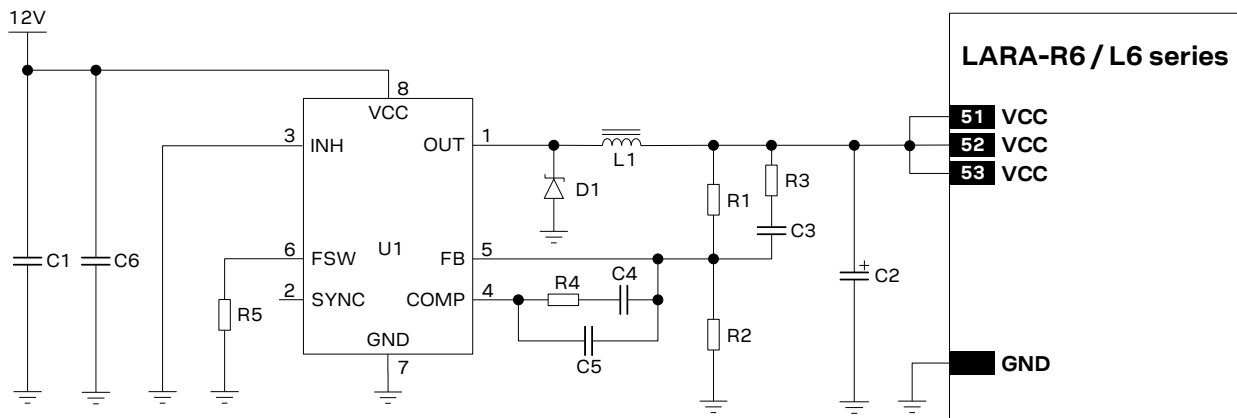 12V
LARA-R6 / L6 series
8
VCC
51 VCC
3 INH OUT 1
52 VCC
L1
53 VCC
D1
R1
R3
C3
U1
C1
C6
6 FSW FB 5
C4
C2
2 SYNC COMP 4
R4
R5
R2
GND
7
C5
GND